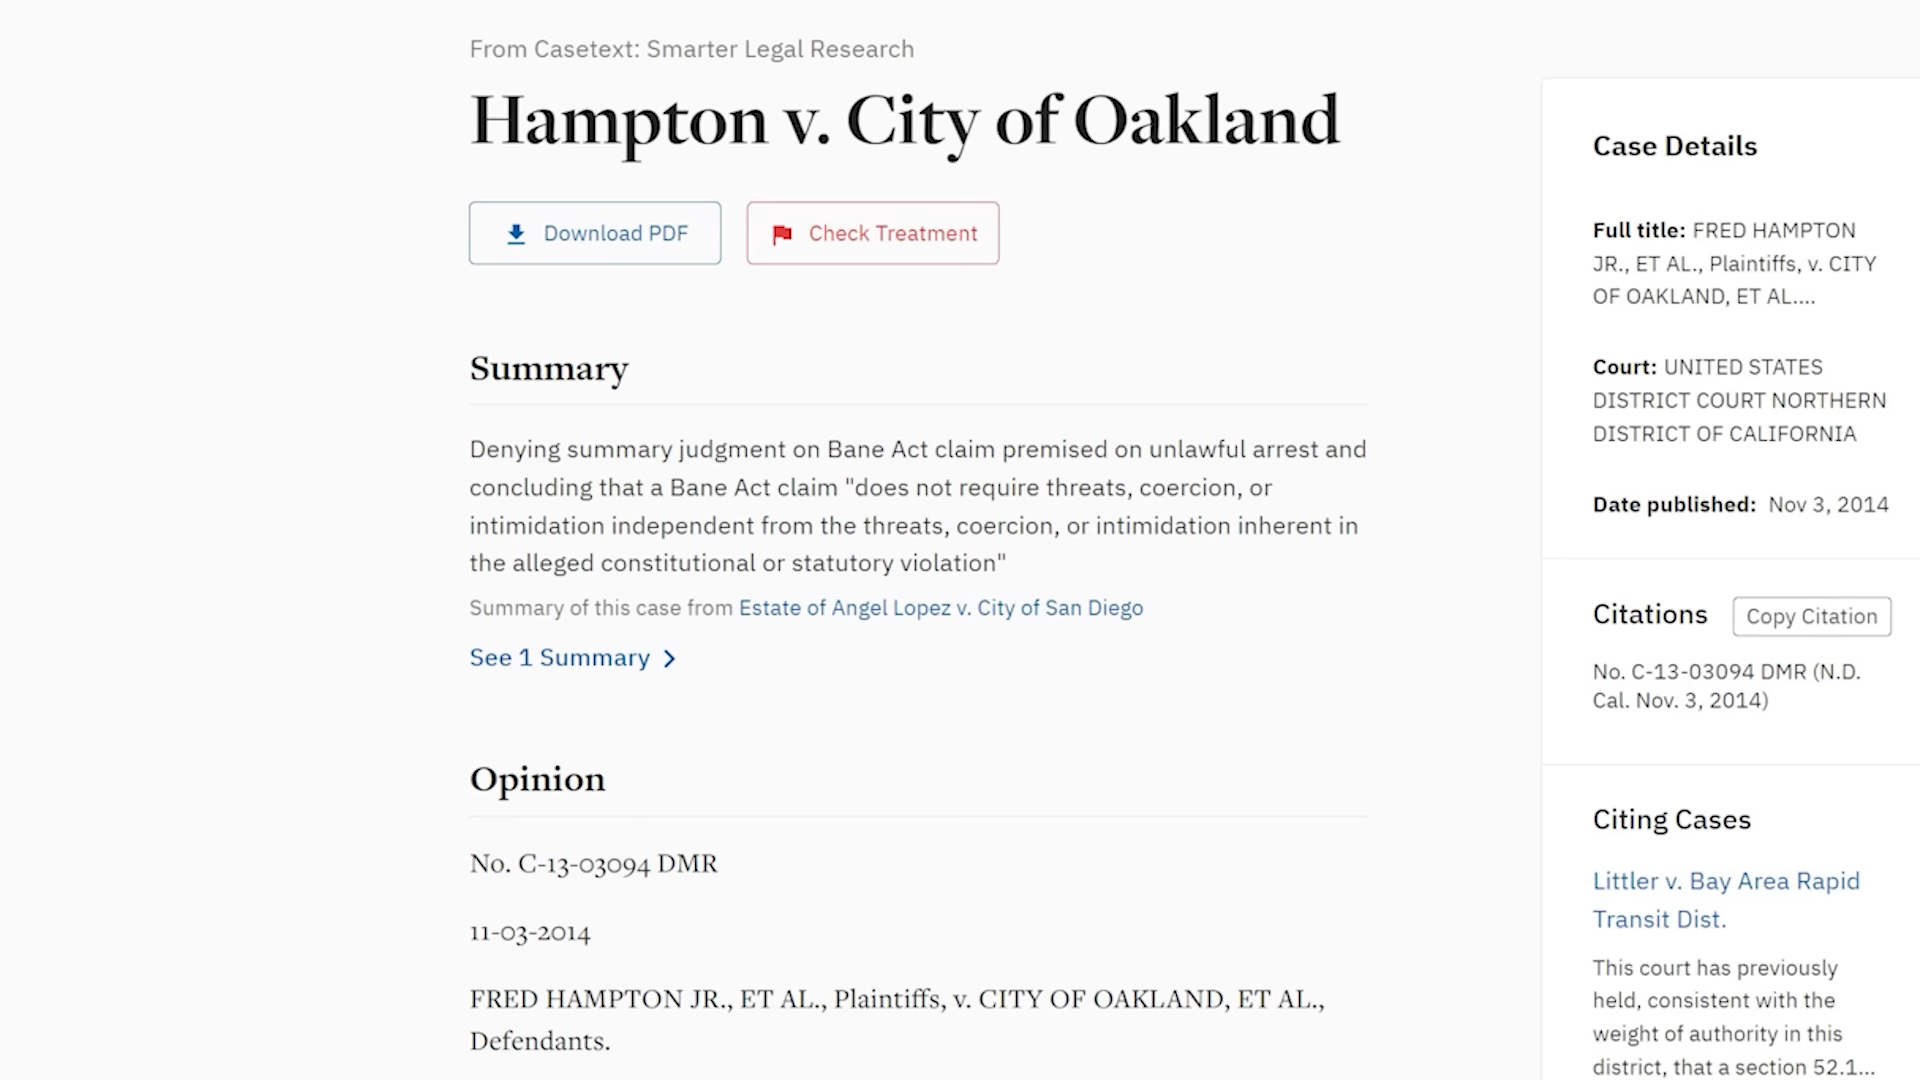 From Casetext: Smarter Legal Research
Hampton v. City of Oakland
Download PDF
Check Treatment
Summary
Denying summary judgment on Bane Act claim premised on unlawful arrest and
concluding that a Bane Act claim "does not require threats, coercion, or
intimidation independent from the threats, coercion, or intimidation inherent in
the alleged constitutional or statutory violation"
Summary of this case from Estate of Angel Lopez v. City of San Diego
See 1 Summary
Opinion
No. C-13-03094 DMR
11-03-2014
FRED HAMPTON JR., ET AL., Plaintiffs, v. CITY OF OAKLAND, ET AL.,
Defendants.
Case Details
Full title: FRED HAMPTON
JR., ET AL., Plaintiffs, v. CITY
OF OAKLAND, ET AL....
Court: UNITED STATES
DISTRICT COURT NORTHERN
DISTRICT OF CALIFORNIA
Date published: Nov 3, 2014
Citations
Copy Citation
No. C-13-03094 DMR (N.D.
Cal. Nov. 3, 2014)
Citing Cases
Littler v. Bay Area Rapid
Transit Dist.
This court has previously
held, consistent with the
weight of authority in this
district, that a section 52.1...